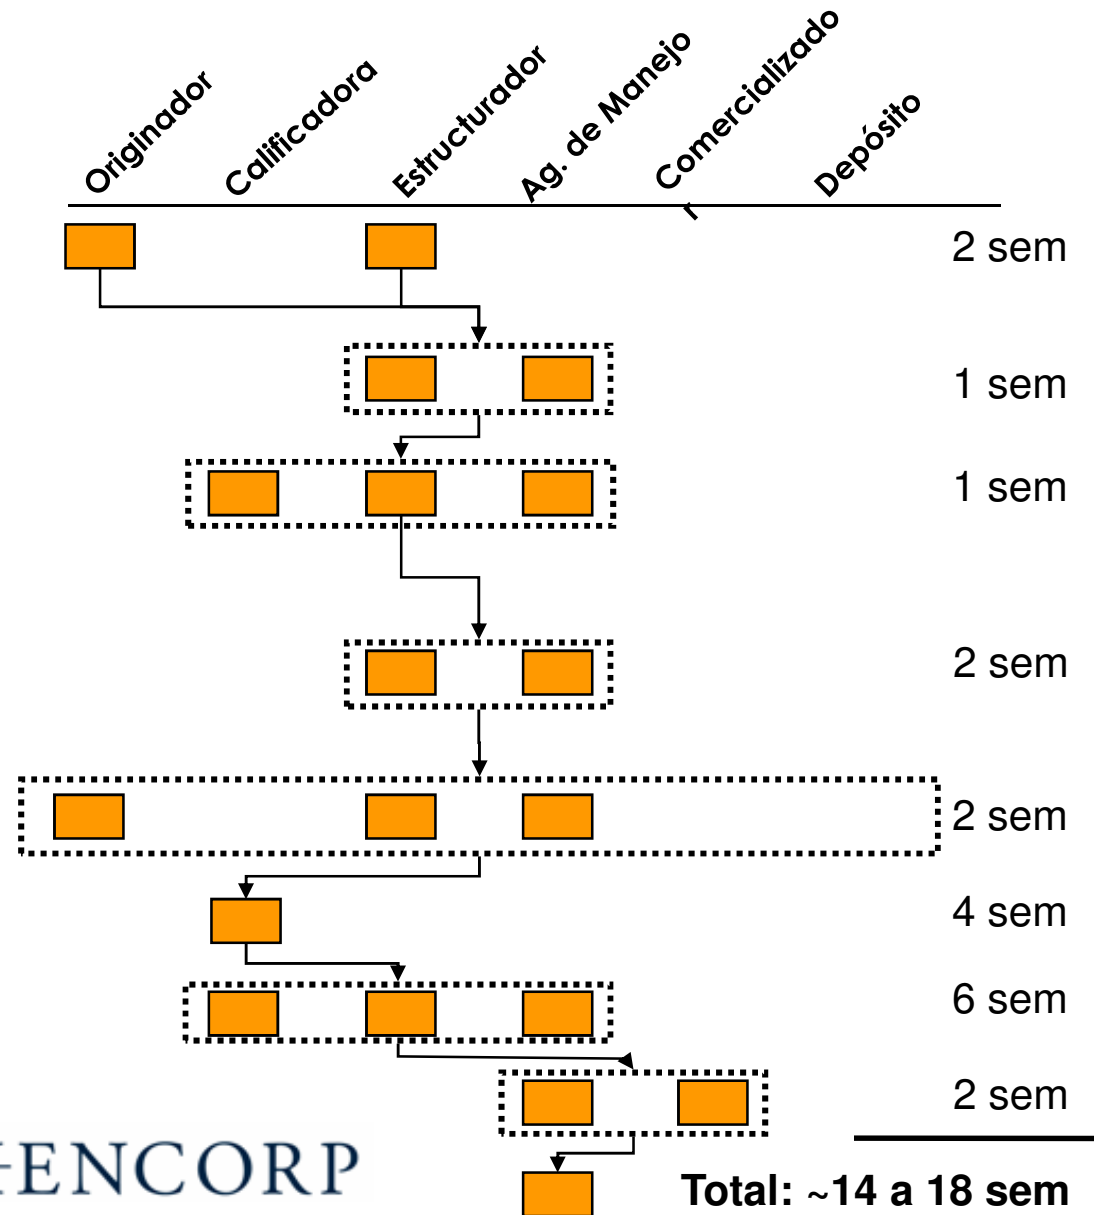 Originador
Calificadora
Estructurador
Ag. de Manejo
Comercializado
r
Depósito
2 sem
1 sem
1 sem
2 sem
2 sem
4 sem
6 sem
2 sem
ENCORP
Total: ~14 a 18 sem